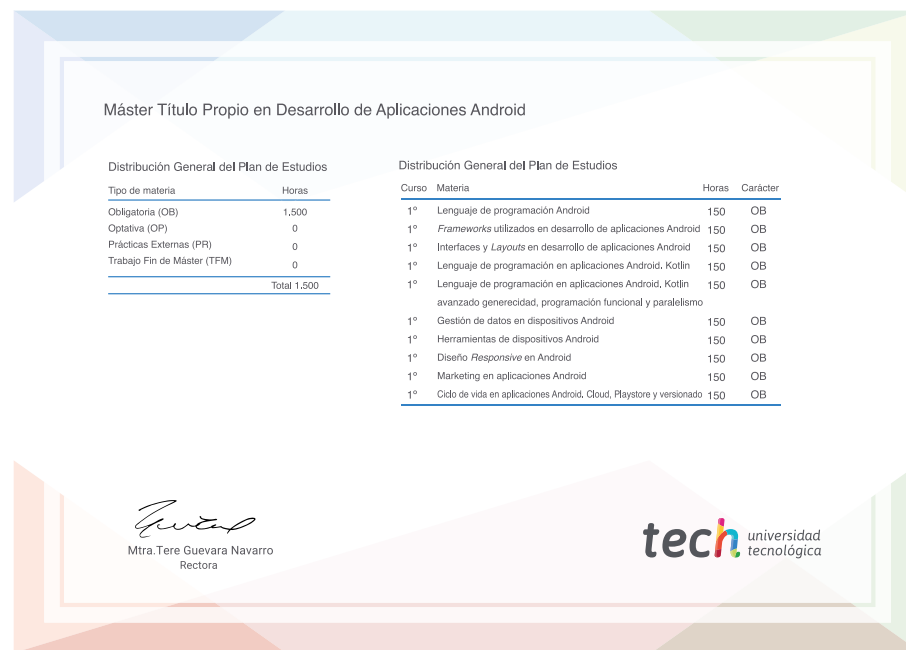 Máster Título Propio en Desarrollo de Aplicaciones Android
Distribución General del Plan de Estudios
Tipo de materia Horas
Obligatoria (OB) 1.500
Optativa (OP) 0
Prácticas Externas (PR) 0
Trabajo Fin de Máster (TFM) 0
Total 1.500
Distribución General del Plan de Estudios
Curso Materia Horas Carácter
1º Lenguaje de programación Android 150 OB
1º Frameworks utilizados en desarrollo de aplicaciones Android 150 OB
1º Interfaces y Layouts en desarrollo de aplicaciones Android 150 OB
1º Lenguaje de programación en aplicaciones Android. Kotlin 150 OB
1º Lenguaje de programación en aplicaciones Android, Kotlin 150 OB
avanzado generecidad, programación funcional y paralelismo
1º Gestión de datos en dispositivos Android 150 OB
1º Herramientas de dispositivos Android 150 OB
1º Diseño Responsive en Android 150 OB
1º Marketing en aplicaciones Android 150 OB
1º Ciclo de vida en aplicaciones Android. Cloud, Playstore y versionado 150 OB
Mtra.Tere Guevara Navarro
Rectora
tech universidad
tecnológica